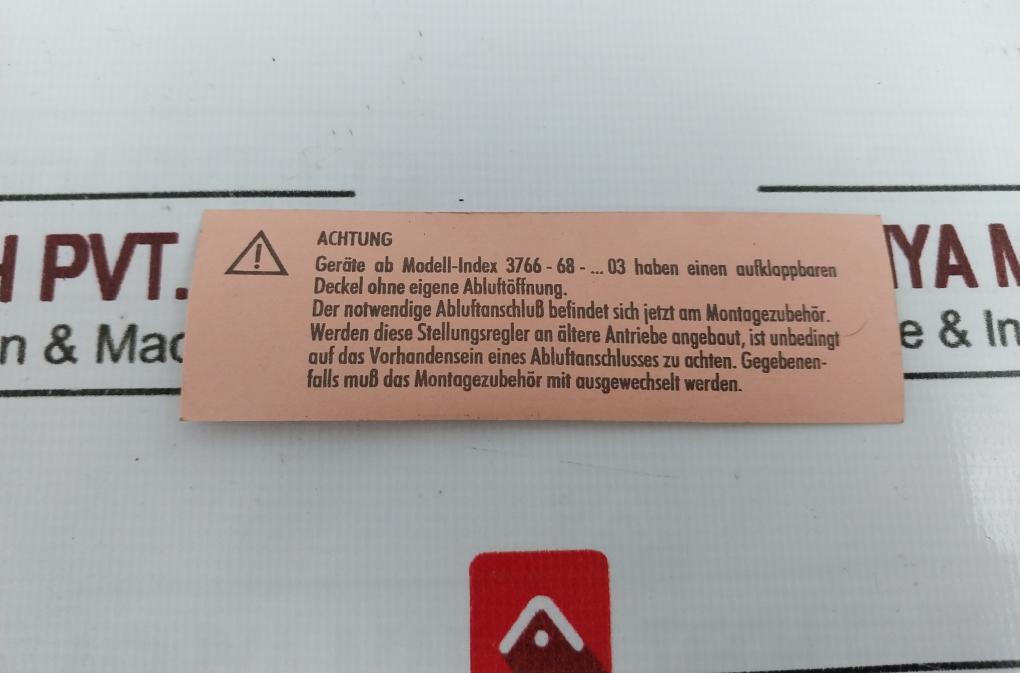 H PVT.
n & Mac
ACHTUNG
Geräte ab Modell-Index 3766 - 68 - ... 03 haben einen aufklappbaren
Deckel ohne eigene Abluftöffnung.
Der notwendige Abluftanschluß befindet sich jetzt am Montagezubehör.
Werden diese Stellungsregler an ältere Antriebe angebaut, ist unbedingt
auf das Vorhandensein eines Abluftanschlusses zu achten. Gegebenen-
falls muß das Montagezubehör mit ausgewechselt werden.
YA M
e & In